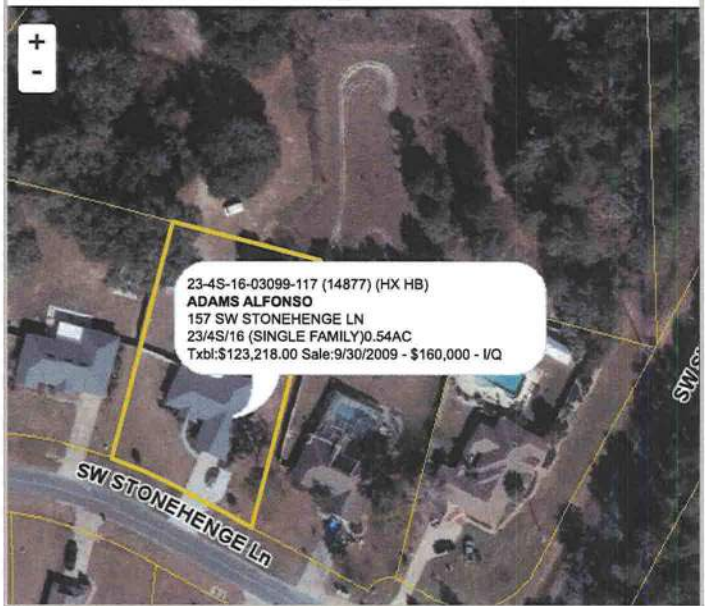 +
-
23-4S-16-03099-117 (14877) (HX HB)
ADAMS ALFONSO
157 SW STONEHENGE LN
23/4S/16 (SINGLE FAMILY)0.54AC
Txbl:$123,218.00 Sale:9/30/2009 - $160,000 - I/Q
SW STONEHENGE Ln